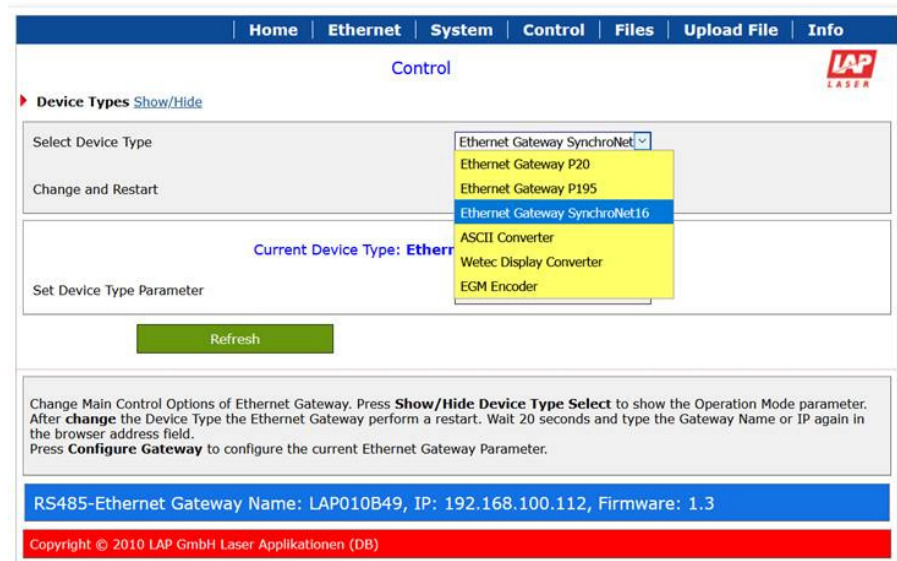 Home | Ethernet | System | Control | Files | Upload File | Info
Control
LAP
LASER
Device Types Show/Hide
Select Device Type
Ethernet Gateway SynchroNet
Ethernet Gateway P20
Change and Restart
Ethernet Gateway P195
Ethernet Gateway SynchroNet16
ASCII Converter
Current Device Type: Ethern
Wetec Display Converter
Set Device Type Parameter
EGM Encoder
Refresh
Change Main Control Options of Ethernet Gateway. Press Show/Hide Device Type Select to show the Operation Mode parameter.
After change the Device Type the Ethernet Gateway perform a restart. Wait 20 seconds and type the Gateway Name or IP again in
the browser address field.
Press Configure Gateway to configure the current Ethernet Gateway Parameter.
RS485-Ethernet Gateway Name: LAP010B49, IP: 192.168.100.112, Firmware: 1.3
Copyright © 2010 LAP GmbH Laser Applikationen (DB)